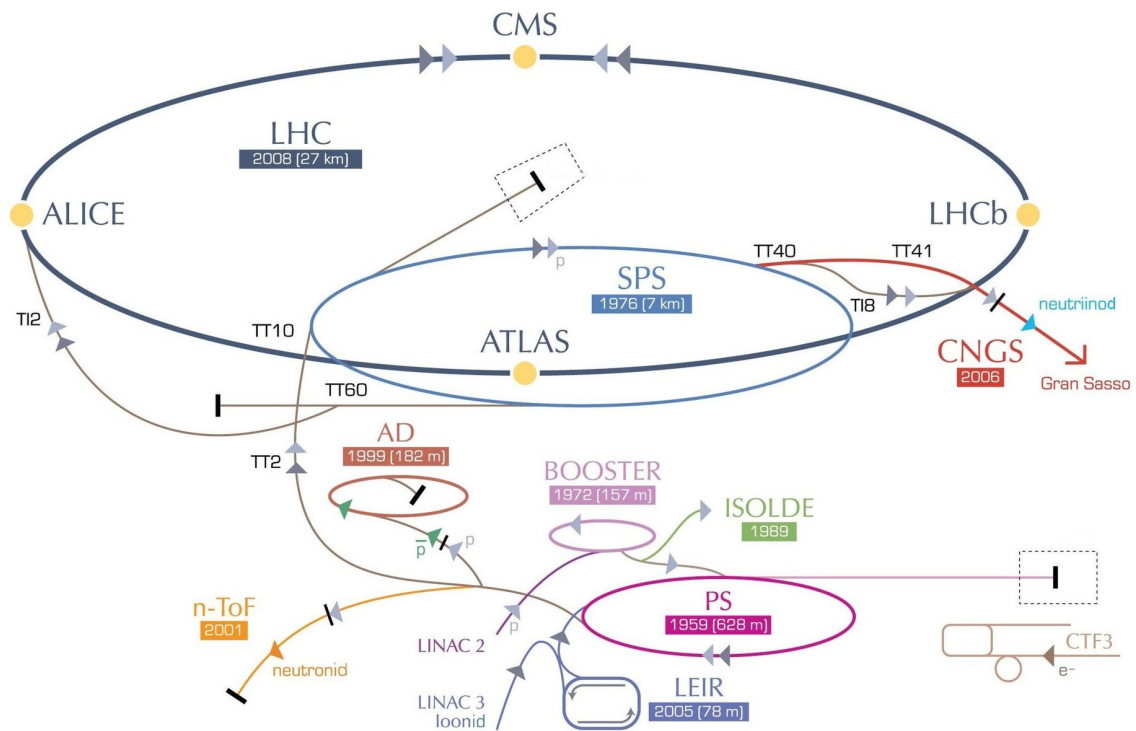 CMS
LHC
2008 (27 km)
ALICE
LHCb
TT40
TT41
p
SPS
1976 (7 km)
TI8
neutriinod
TI2
TT10
ATLAS
CNGS
2006
Gran Sasso
TT60
AD
1999 (182 m)
TT2
BOOSTER
1972 (157 m)
ISOLDE
1989
p
p
n-ToF
2001
PS
1959 (628 m)
p
LINAC 2
neutronid
CTF3
e-
LEIR
2005 (78 m)
LINAC 3
Ioonid